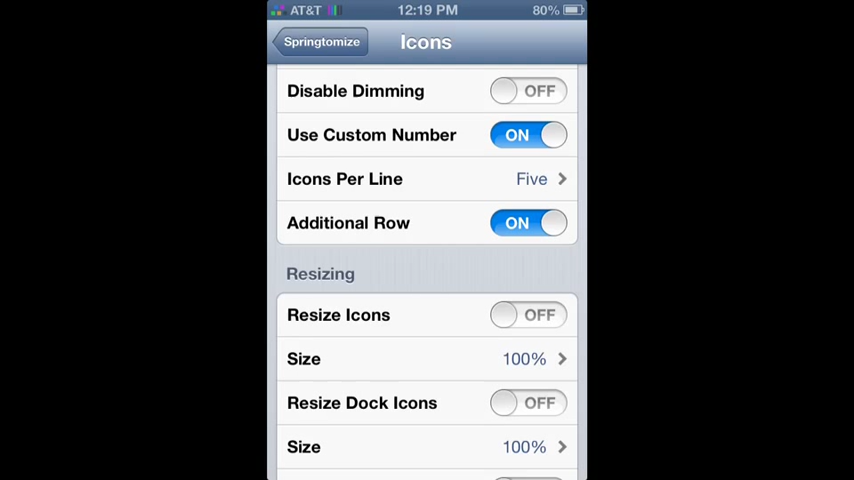 AT&T 12:19 PM 80%
Springtomize Icons
Disable Dimming OFF
Use Custom Number ON
Icons Per Line Five
Additional Row ON
Resizing
Resize Icons OFF
Size 100%
Resize Dock Icons OFF
Size 100%